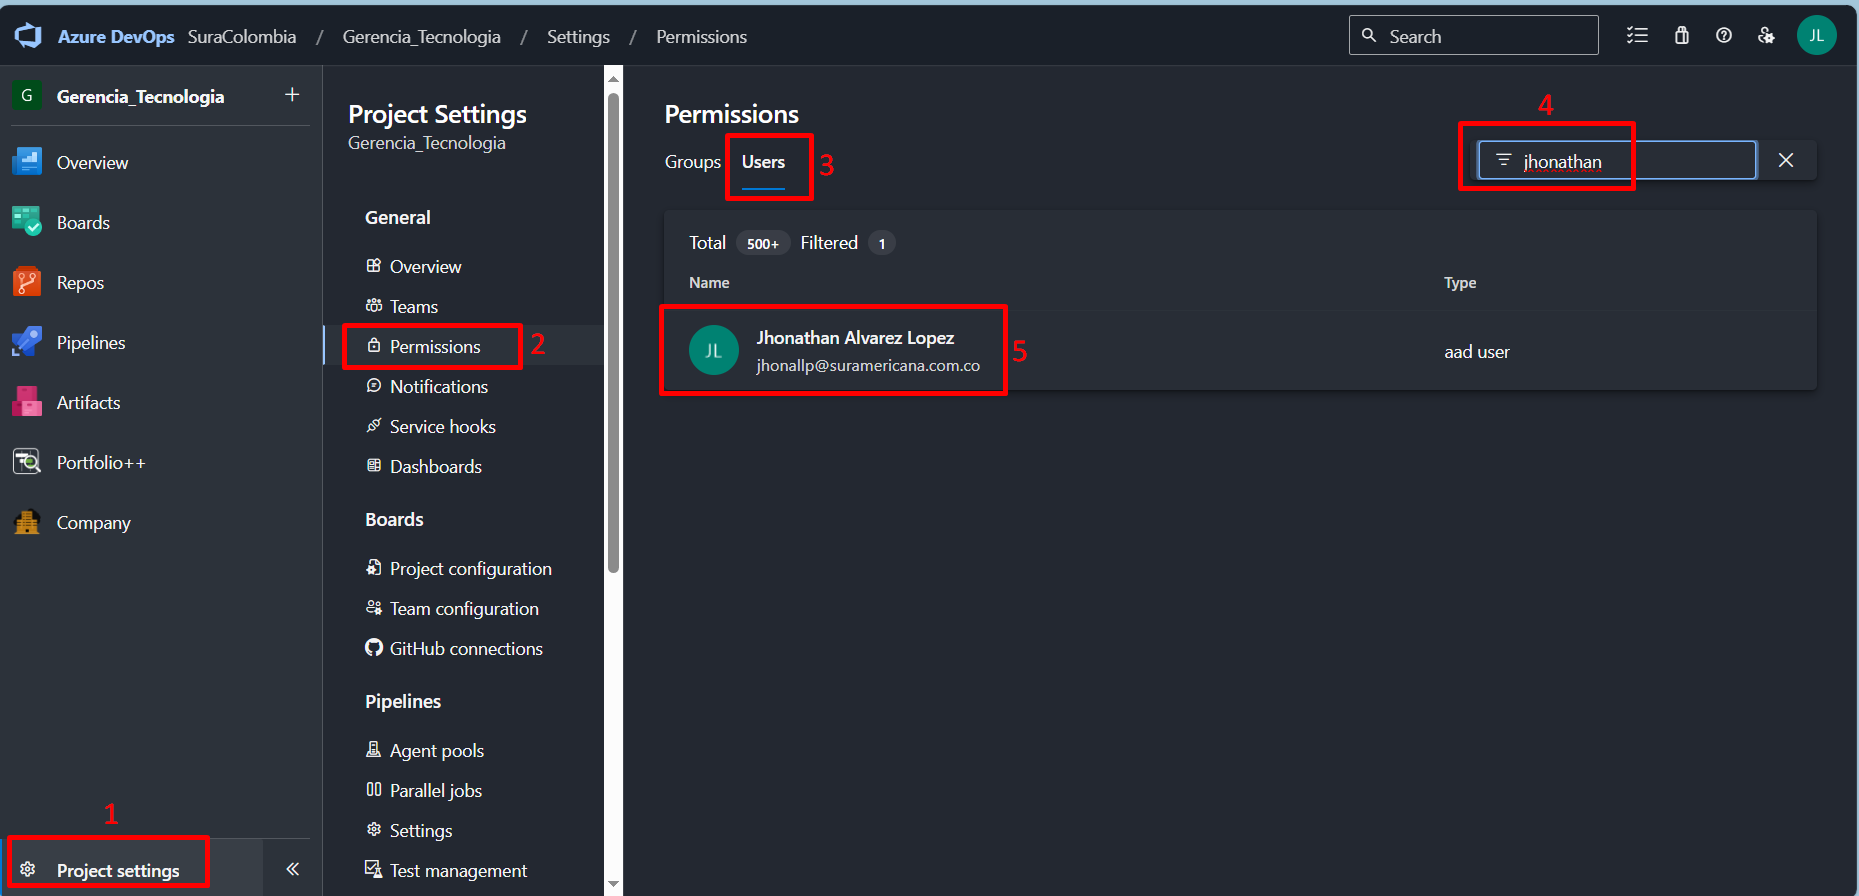 Azure DevOps SuraColombia / Gerencia_Tecnologia / Settings / Permissions
Search
JL
G Gerencia_Tecnologia +
Overview
Boards
Repos
Pipelines
Artifacts
Portfolio++
Company
1
Project settings
Project Settings
Gerencia_Tecnologia
General
Overview
Teams
Permissions 2
Notifications
Service hooks
Dashboards
Boards
Project configuration
Team configuration
GitHub connections
Pipelines
Agent pools
Parallel jobs
Settings
Test management
Permissions
Groups Users 3
4
jhonathan
Total 500+ Filtered 1
Name Type
JL
Jhonathan Alvarez Lopez
jhonallp@suramericana.com.co
5
aad user